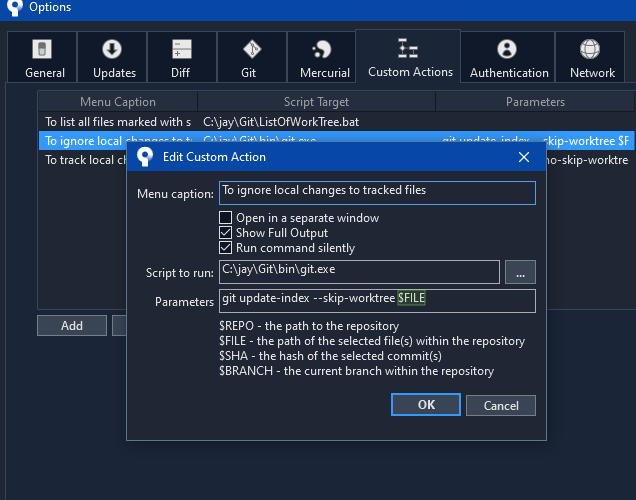 Options
General Updates Diff Git Mercurial Custom Actions Authentication Network
Menu Caption Script Target Parameters
To list all files marked with s C:\jay\Git\ListOfWorkTree.bat
To ignore local changes to t C:\jay\Git\bin\git.exe git update-index --skip-worktree $F
To track local ch no-skip-worktre
Edit Custom Action
Menu caption: To ignore local changes to tracked files
Open in a separate window
Show Full Output
Run command silently
Script to run: C:\jay\Git\bin\git.exe ...
Parameters git update-index --skip-worktree $FILE
$REPO - the path to the repository
$FILE - the path of the selected file(s) within the repository
$SHA - the hash of the selected commit(s)
$BRANCH - the current branch within the repository
Add
OK Cancel